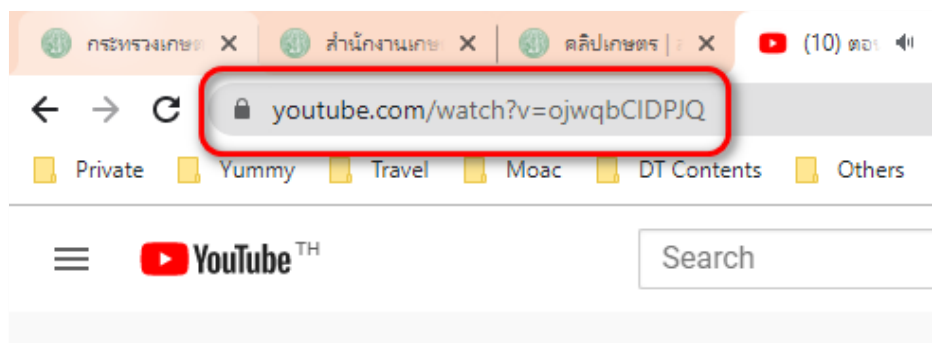 กระทรวงเกษ
สำนักงานเกษ
คลิปเกษตร |
(10) ตอ
youtube.com/watch?v=ojwqbCIDPJQ
Private Yummy Travel Moac DT Contents Others
YouTube TH
Search